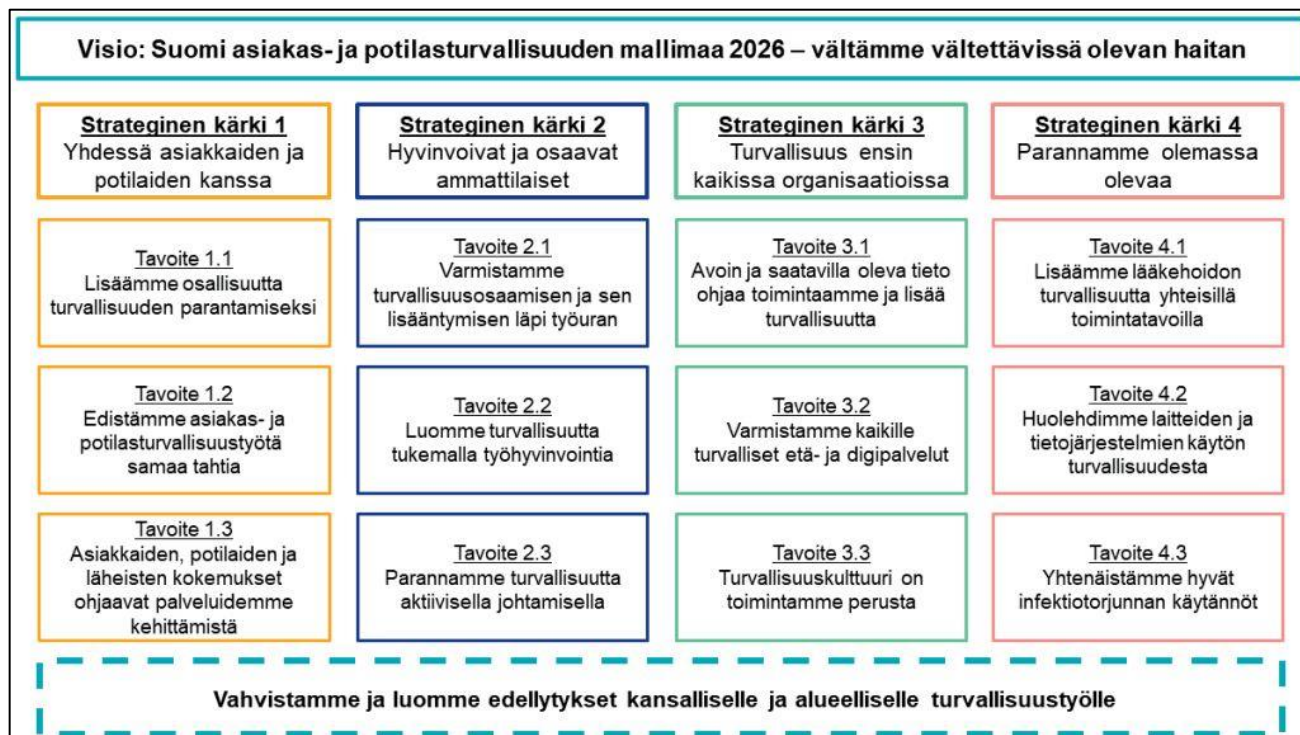 Visio: Suomi asiakas- ja potilasturvallisuuden mallimaa 2026 – vältämme vältettävissä olevan haitan
Strateginen kärki 1
Yhdessä asiakkaiden ja
potilaiden kanssa
Tavoite 1.1
Lisäämme osallisuutta
turvallisuuden parantamiseksi
Tavoite 1.2
Edistämme asiakas- ja
potilasturvallisuustyötä
samaa tahtia
Tavoite 1.3
Asiakkaiden, potilaiden ja
läheisten kokemukset
ohjaavat palveluidemme
kehittämistä
Strateginen kärki 2
Hyvinvoivat ja osaavat
ammattilaiset
Tavoite 2.1
Varmistamme
turvallisuusosaamisen ja sen
lisääntymisen läpi työuran
Tavoite 2.2
Luomme turvallisuutta
tukemalla työhyvinvointia
Tavoite 2.3
Parannamme turvallisuutta
aktiivisella johtamisella
Strateginen kärki 3
Turvallisuus ensin
kaikissa organisaatioissa
Tavoite 3.1
Avoin ja saatavilla oleva tieto
ohjaa toimintaamme ja lisää
turvallisuutta
Tavoite 3.2
Varmistamme kaikille
turvalliset etä- ja digipalvelut
Tavoite 3.3
Turvallisuuskulttuuri on
toimintamme perusta
Strateginen kärki 4
Parannamme olemassa
olevaa
Tavoite 4.1
Lisäämme lääkehoidon
turvallisuutta yhteisillä
toimintatavoilla
Tavoite 4.2
Huolehdimme laitteiden ja
tietojärjestelmien käytön
turvallisuudesta
Tavoite 4.3
Yhtenäistämme hyvät
infektiotorjunnan käytännöt
Vahvistamme ja luomme edellytykset kansalliselle ja alueelliselle turvallisuustyölle